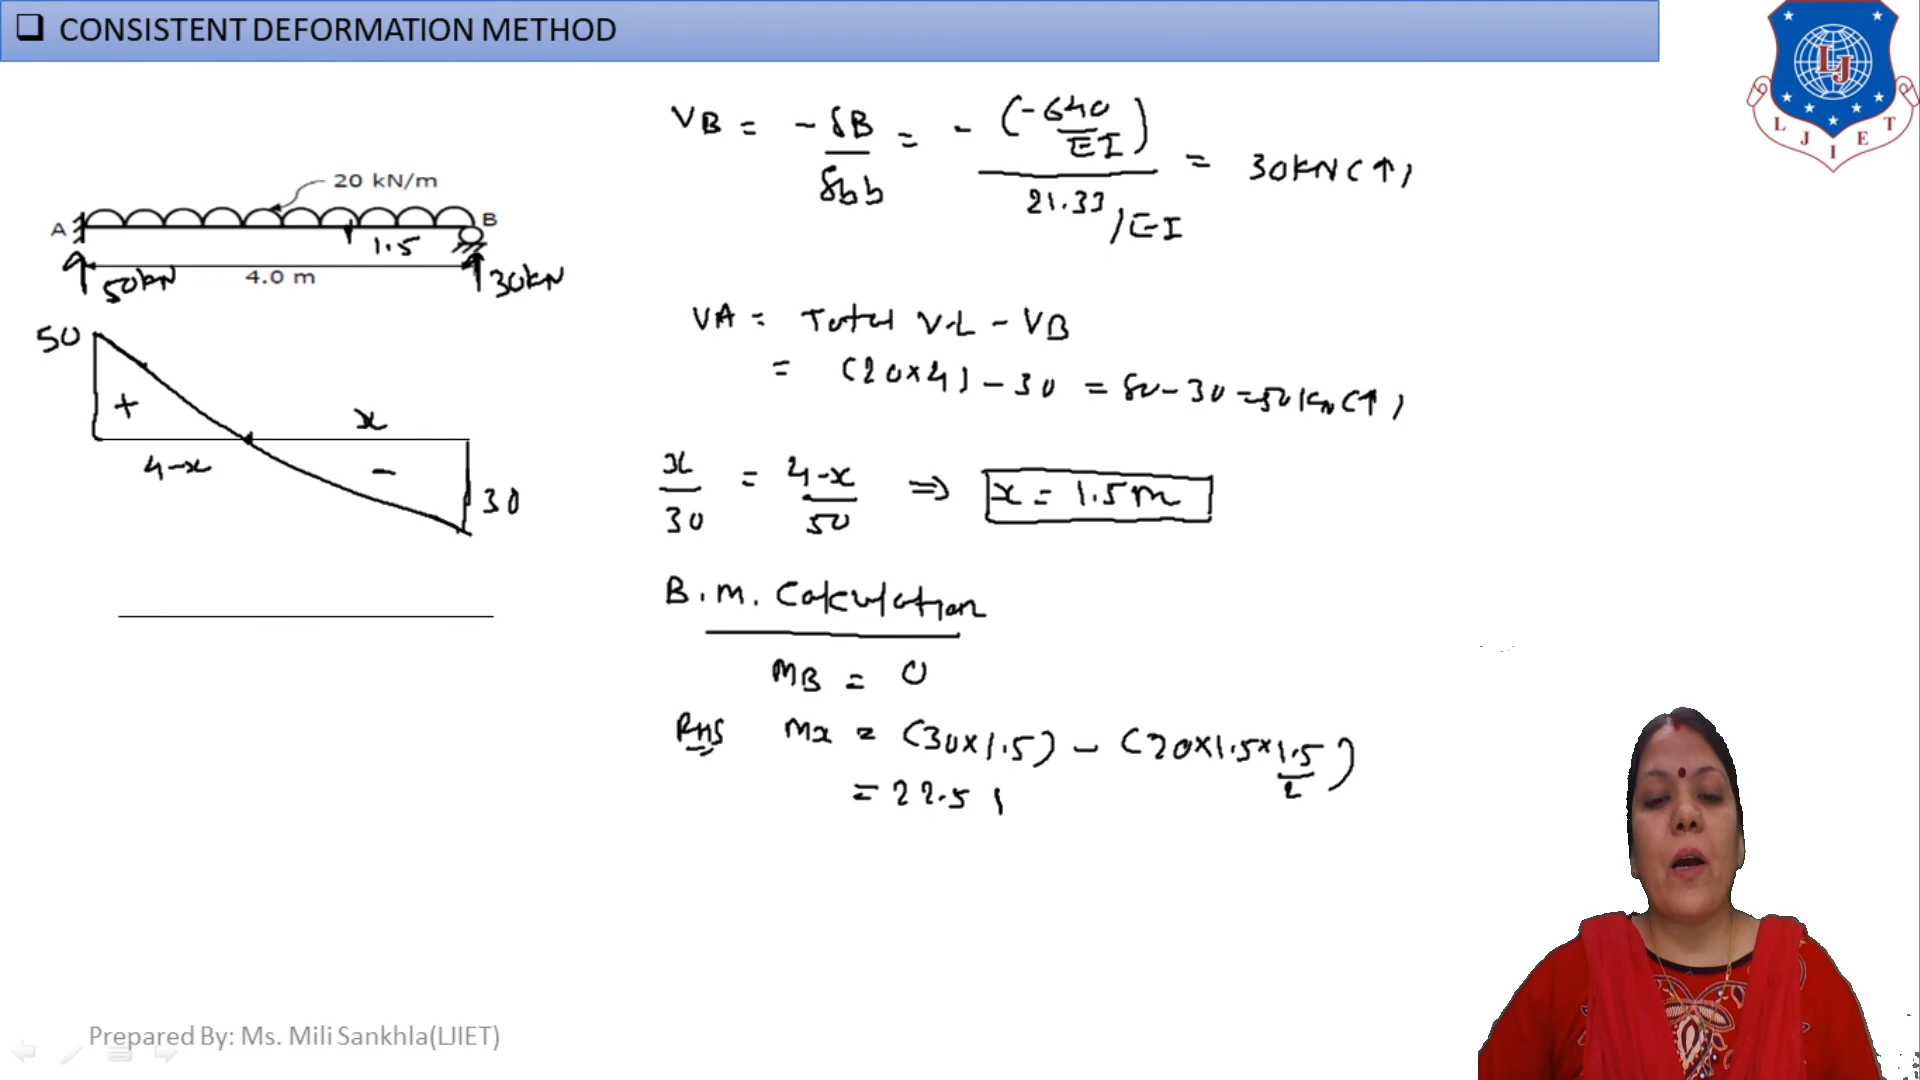 ❑ CONSISTENT DEFORMATION METHOD
LJ
L J I E T
VB = -δB/δbb = -(-640/EI) / 21.33/EI = 30kN(↑)
20 kN/m
A B
1.5
4.0 m
50kN 30kN
VA = Total V.L - VB
= (20×4) - 30 = 80 - 30 = 50 kN(↑)
50
+
x
4-x
-
30
x/30 = 4-x/50 ⇒ x = 1.5m
B.m. Calculation
MB = 0
RHS Mx = (30×1.5) - (20×1.5×1.5/2)
= 22.5
Prepared By: Ms. Mili Sankhla(LJIET)